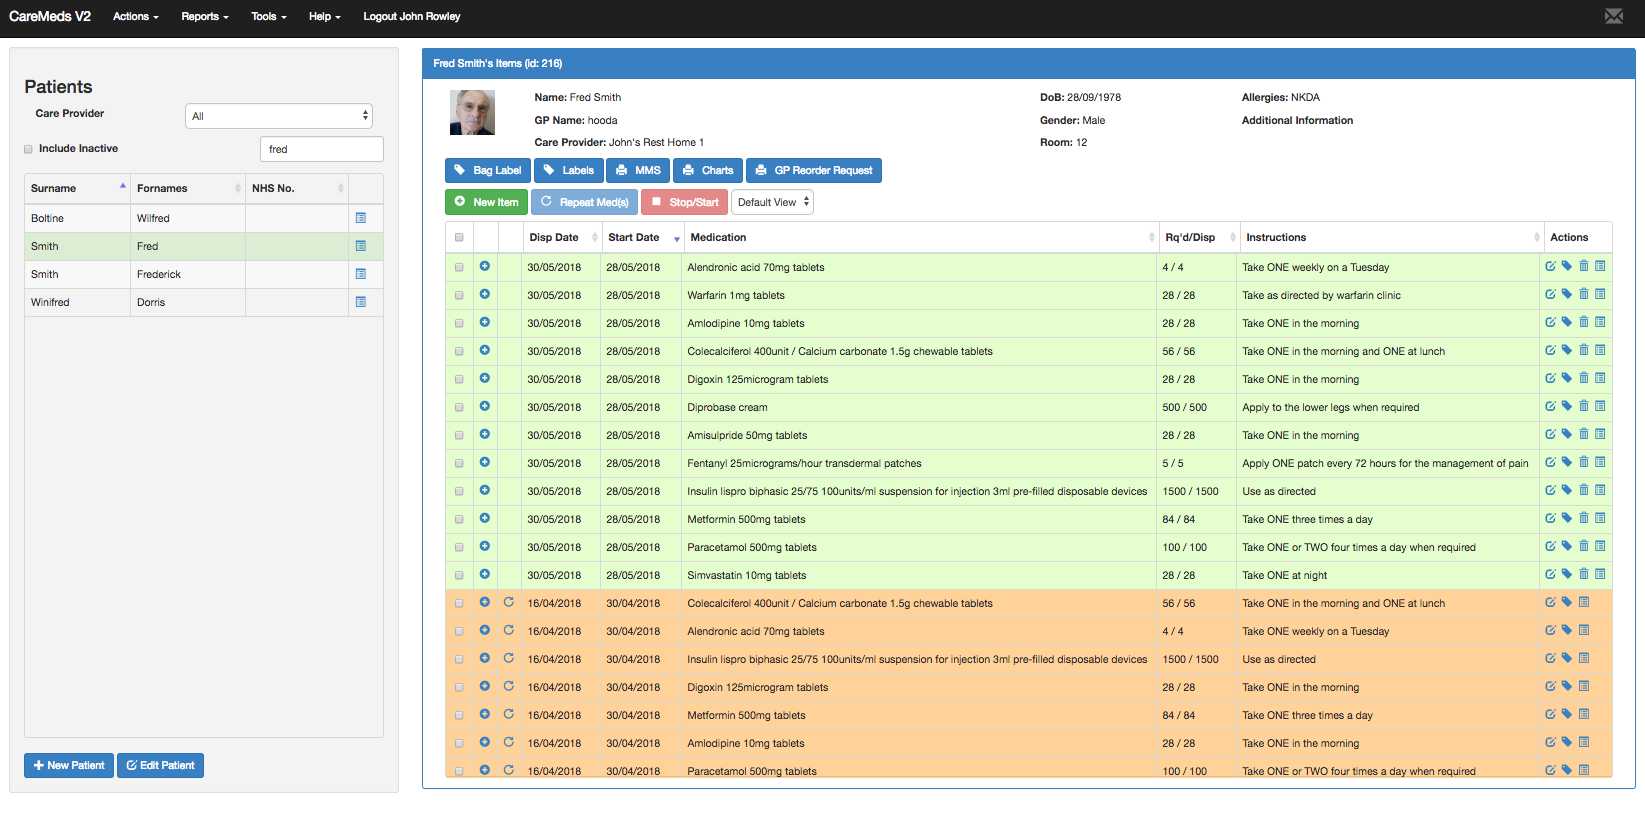 CareMeds V2 Actions Reports Tools Help Logout John Rowley
Patients
Care Provider All
Include Inactive fred
Surname Fornames NHS No.
Boltine Wilfred
Smith Fred
Smith Frederick
Winifred Dorris
New Patient Edit Patient
Fred Smith's Items (id: 216)
Name: Fred Smith DoB: 28/09/1978 Allergies: NKDA
GP Name: hooda Gender: Male Additional Information
Care Provider: John's Rest Home 1 Room: 12
Bag Label Labels MMS Charts GP Reorder Request
New Item Repeat Med(s) Stop/Start Default View
Disp Date Start Date Medication Rq'd/Disp Instructions Actions
30/05/2018 28/05/2018 Alendronic acid 70mg tablets 4 / 4 Take ONE weekly on a Tuesday
30/05/2018 28/05/2018 Warfarin 1mg tablets 28 / 28 Take as directed by warfarin clinic
30/05/2018 28/05/2018 Amlodipine 10mg tablets 28 / 28 Take ONE in the morning
30/05/2018 28/05/2018 Colecalciferol 400unit / Calcium carbonate 1.5g chewable tablets 56 / 56 Take ONE in the morning and ONE at lunch
30/05/2018 28/05/2018 Digoxin 125microgram tablets 28 / 28 Take ONE in the morning
30/05/2018 28/05/2018 Diprobase cream 500 / 500 Apply to the lower legs when required
30/05/2018 28/05/2018 Amisulpride 50mg tablets 28 / 28 Take ONE in the morning
30/05/2018 28/05/2018 Fentanyl 25micrograms/hour transdermal patches 5 / 5 Apply ONE patch every 72 hours for the management of pain
30/05/2018 28/05/2018 Insulin lispro biphasic 25/75 100units/ml suspension for injection 3ml pre-filled disposable devices 1500 / 1500 Use as directed
30/05/2018 28/05/2018 Metformin 500mg tablets 84 / 84 Take ONE three times a day
30/05/2018 28/05/2018 Paracetamol 500mg tablets 100 / 100 Take ONE or TWO four times a day when required
30/05/2018 28/05/2018 Simvastatin 10mg tablets 28 / 28 Take ONE at night
16/04/2018 30/04/2018 Colecalciferol 400unit / Calcium carbonate 1.5g chewable tablets 56 / 56 Take ONE in the morning and ONE at lunch
16/04/2018 30/04/2018 Alendronic acid 70mg tablets 4 / 4 Take ONE weekly on a Tuesday
16/04/2018 30/04/2018 Insulin lispro biphasic 25/75 100units/ml suspension for injection 3ml pre-filled disposable devices 1500 / 1500 Use as directed
16/04/2018 30/04/2018 Digoxin 125microgram tablets 28 / 28 Take ONE in the morning
16/04/2018 30/04/2018 Metformin 500mg tablets 84 / 84 Take ONE three times a day
16/04/2018 30/04/2018 Amlodipine 10mg tablets 28 / 28 Take ONE in the morning
16/04/2018 30/04/2018 Paracetamol 500mg tablets 100 / 100 Take ONE or TWO four times a day when required